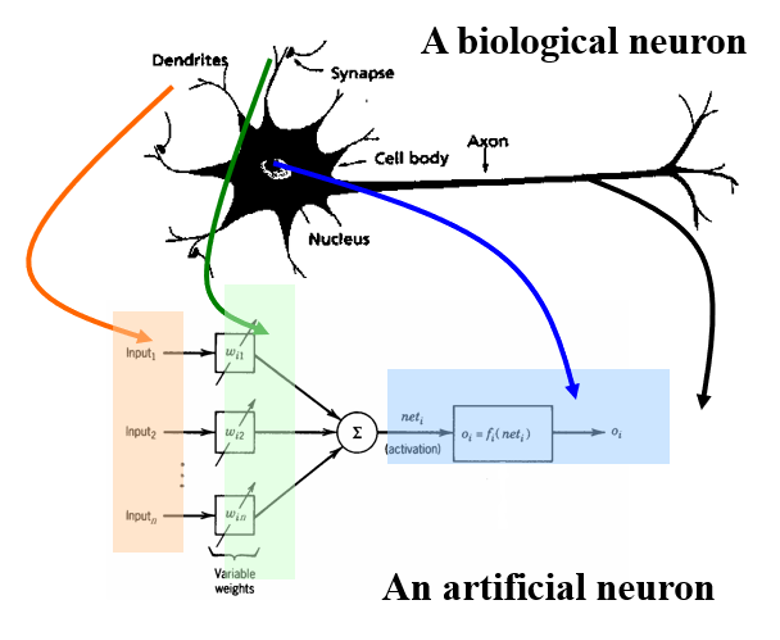 A biological neuron
Dendrites
Synapse
Axon
Cell body
Nucleus
Input₁
wᵢ₁
Input₂
wᵢ₂
Σ
netᵢ
(activation)
oᵢ = fᵢ(netᵢ)
oᵢ
Inputₙ
wᵢₙ
Variable
weights
An artificial neuron